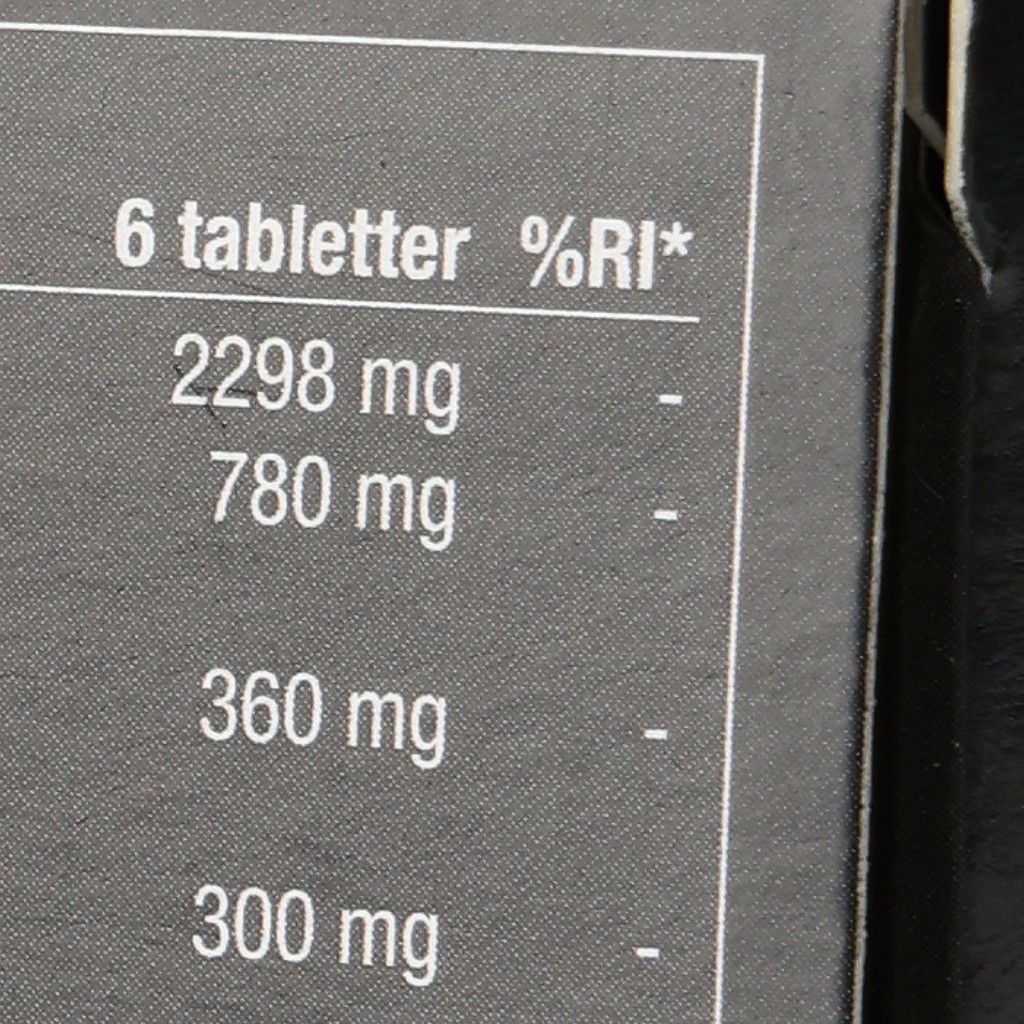 6 tabletter %RI*
2298 mg -
780 mg -
360 mg -
300 mg -